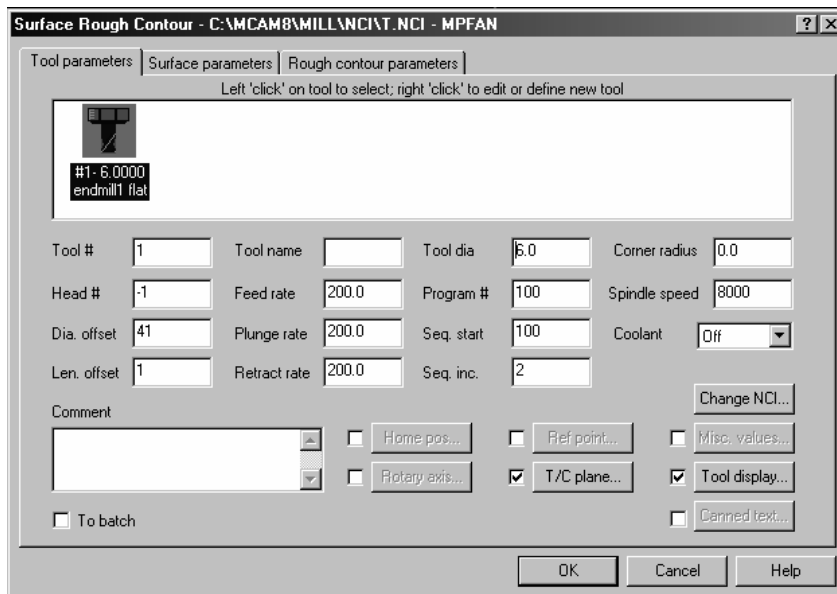 Surface Rough Contour - C:\MCAM8\MILL\NCI\T.NCI - MPFAN
Tool parameters Surface parameters Rough contour parameters
Left 'click' on tool to select; right 'click' to edit or define new tool
#1- 6.0000
endmill1 flat
Tool # 1 Tool name Tool dia 6.0 Corner radius 0.0
Head # -1 Feed rate 200.0 Program # 100 Spindle speed 8000
Dia. offset 41 Plunge rate 200.0 Seq. start 100 Coolant Off
Len. offset 1 Retract rate 200.0 Seq. inc. 2
Change NCI...
Comment
Home pos... Ref point... Misc. values...
Rotary axis... T/C plane... Tool display...
To batch Canned text...
OK Cancel Help